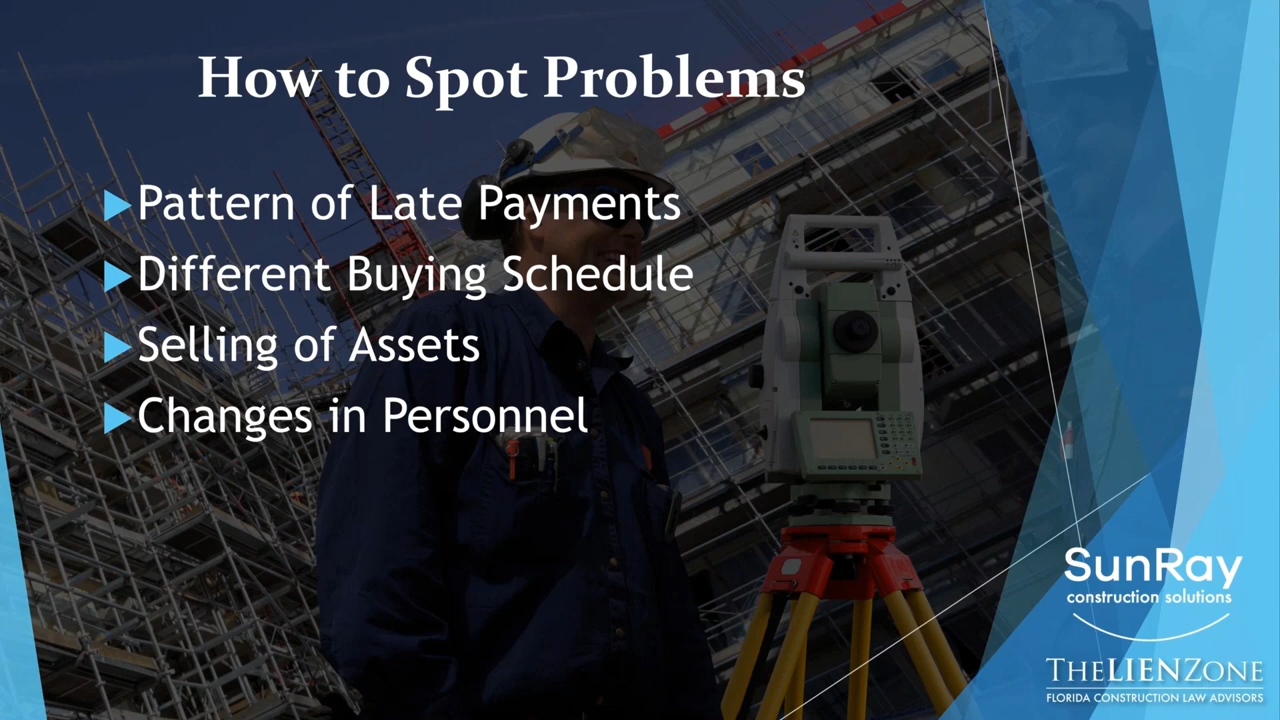 How to Spot Problems
Pattern of Late Payments
Different Buying Schedule
Selling of Assets
Changes in Personnel
SunRay
construction solutions
THELIENZONE
FLORIDA CONSTRUCTION LAW ADVISORS